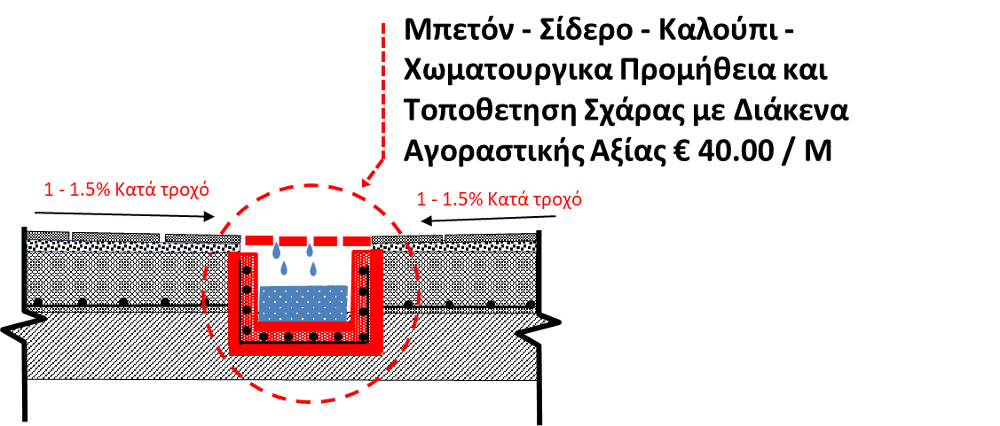 Μπετόν - Σίδερο - Καλούπι -
Χωματουργικα Προμήθεια και
Τοποθετηση Σχάρας με Διάκενα
Αγοραστικής Αξίας € 40.00 / Μ
1 - 1.5% Κατά τροχό
1 - 1.5% Κατά τροχό